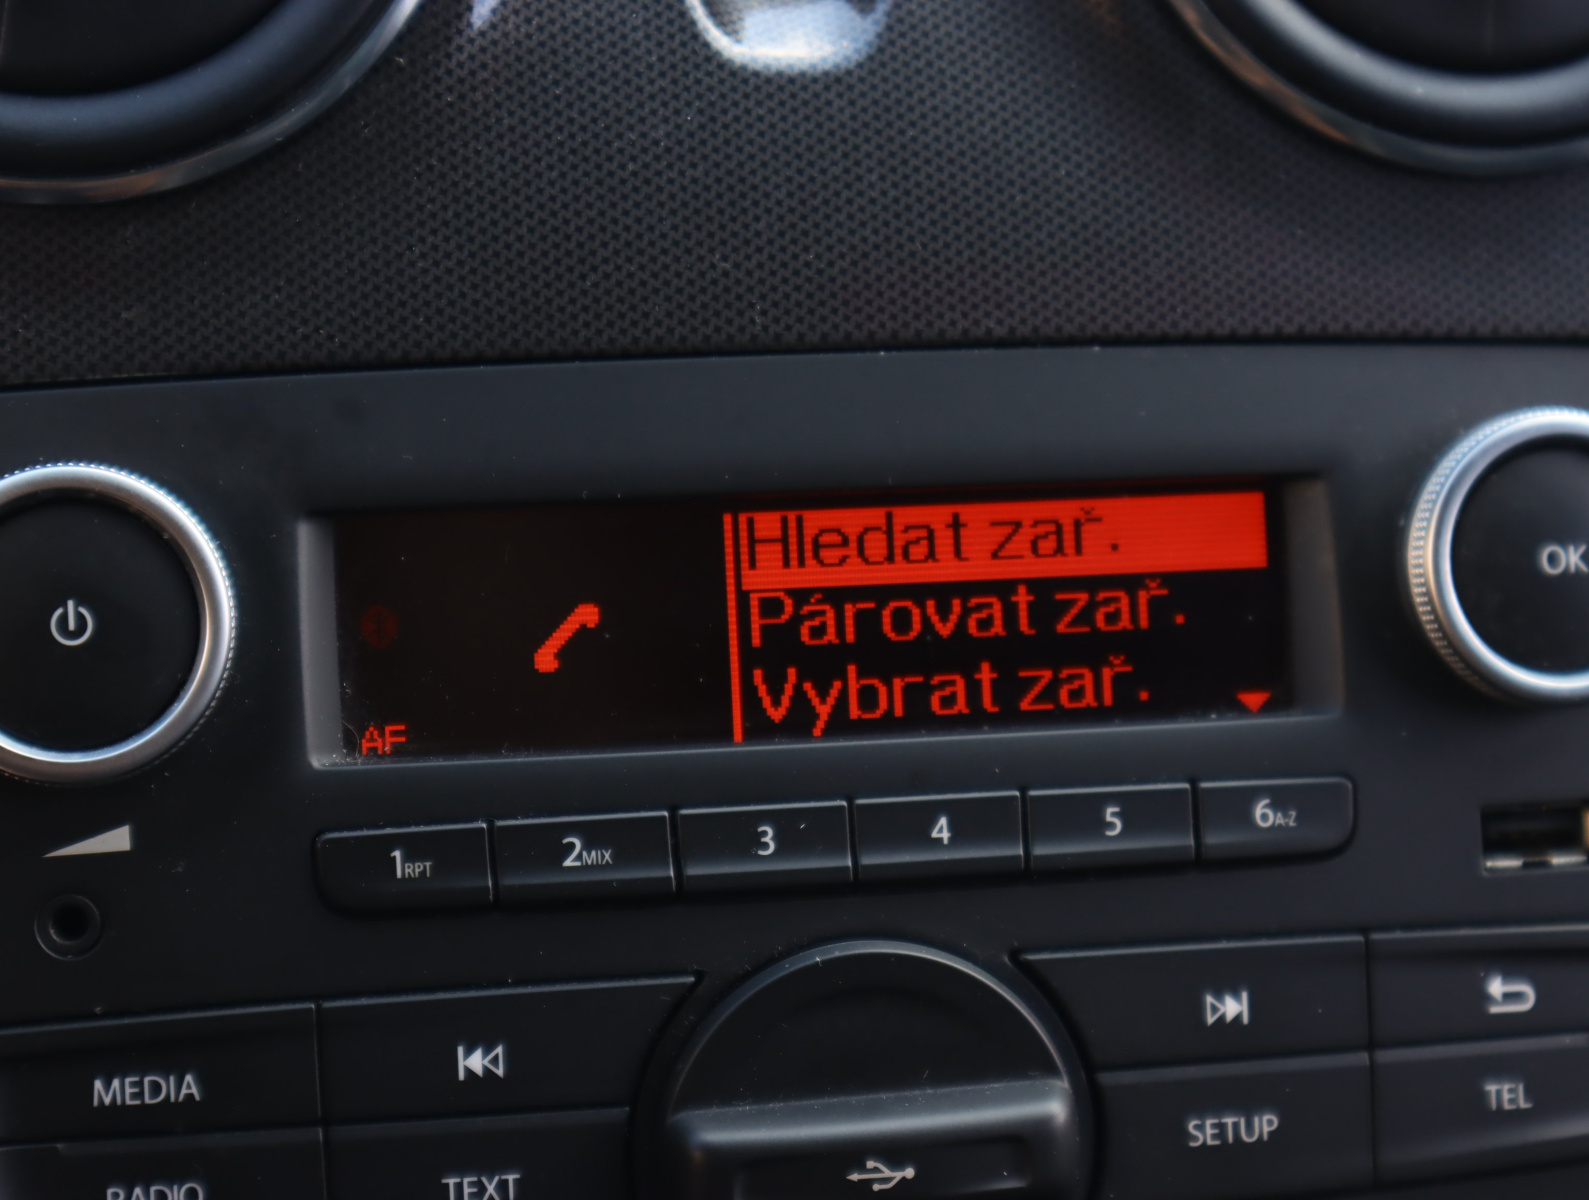 Hledat zař.
Párovat zař.
Vybrat zař.
AF
OK
1RPT
2MIX
3
4
5
6A-Z
MEDIA
SETUP
TEL
RADIO
TEXT